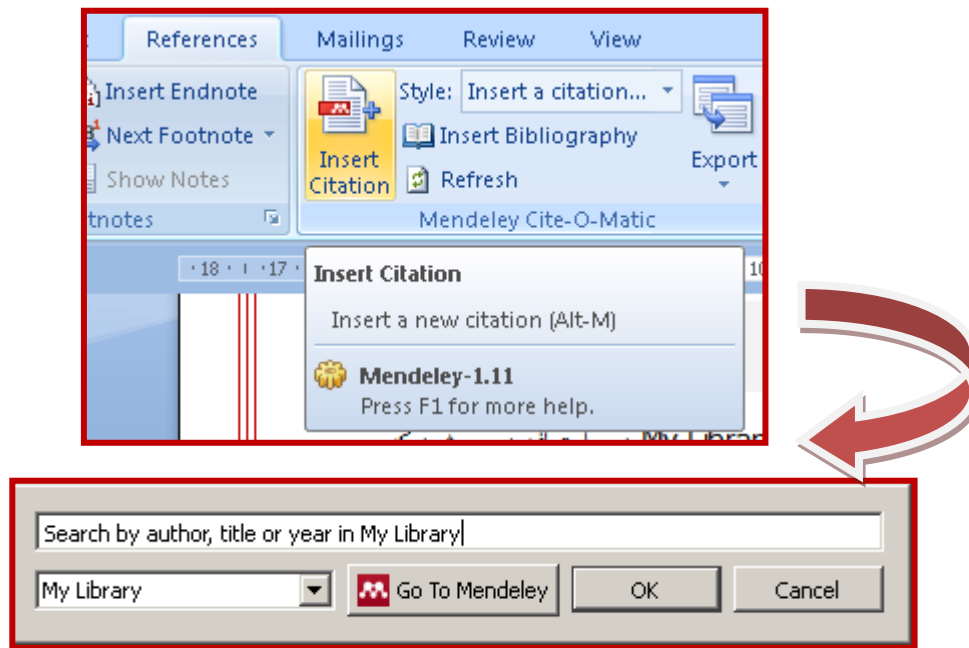 References Mailings Review View
Insert Endnote
Next Footnote
Show Notes
tnotes
Insert
Citation
Style: Insert a citation...
Insert Bibliography
Refresh
Export
Mendeley Cite-O-Matic
18 17
10
Insert Citation
Insert a new citation (Alt-M)
Mendeley-1.11
Press F1 for more help.
Search by author, title or year in My Library
My Library
Go To Mendeley
OK
Cancel